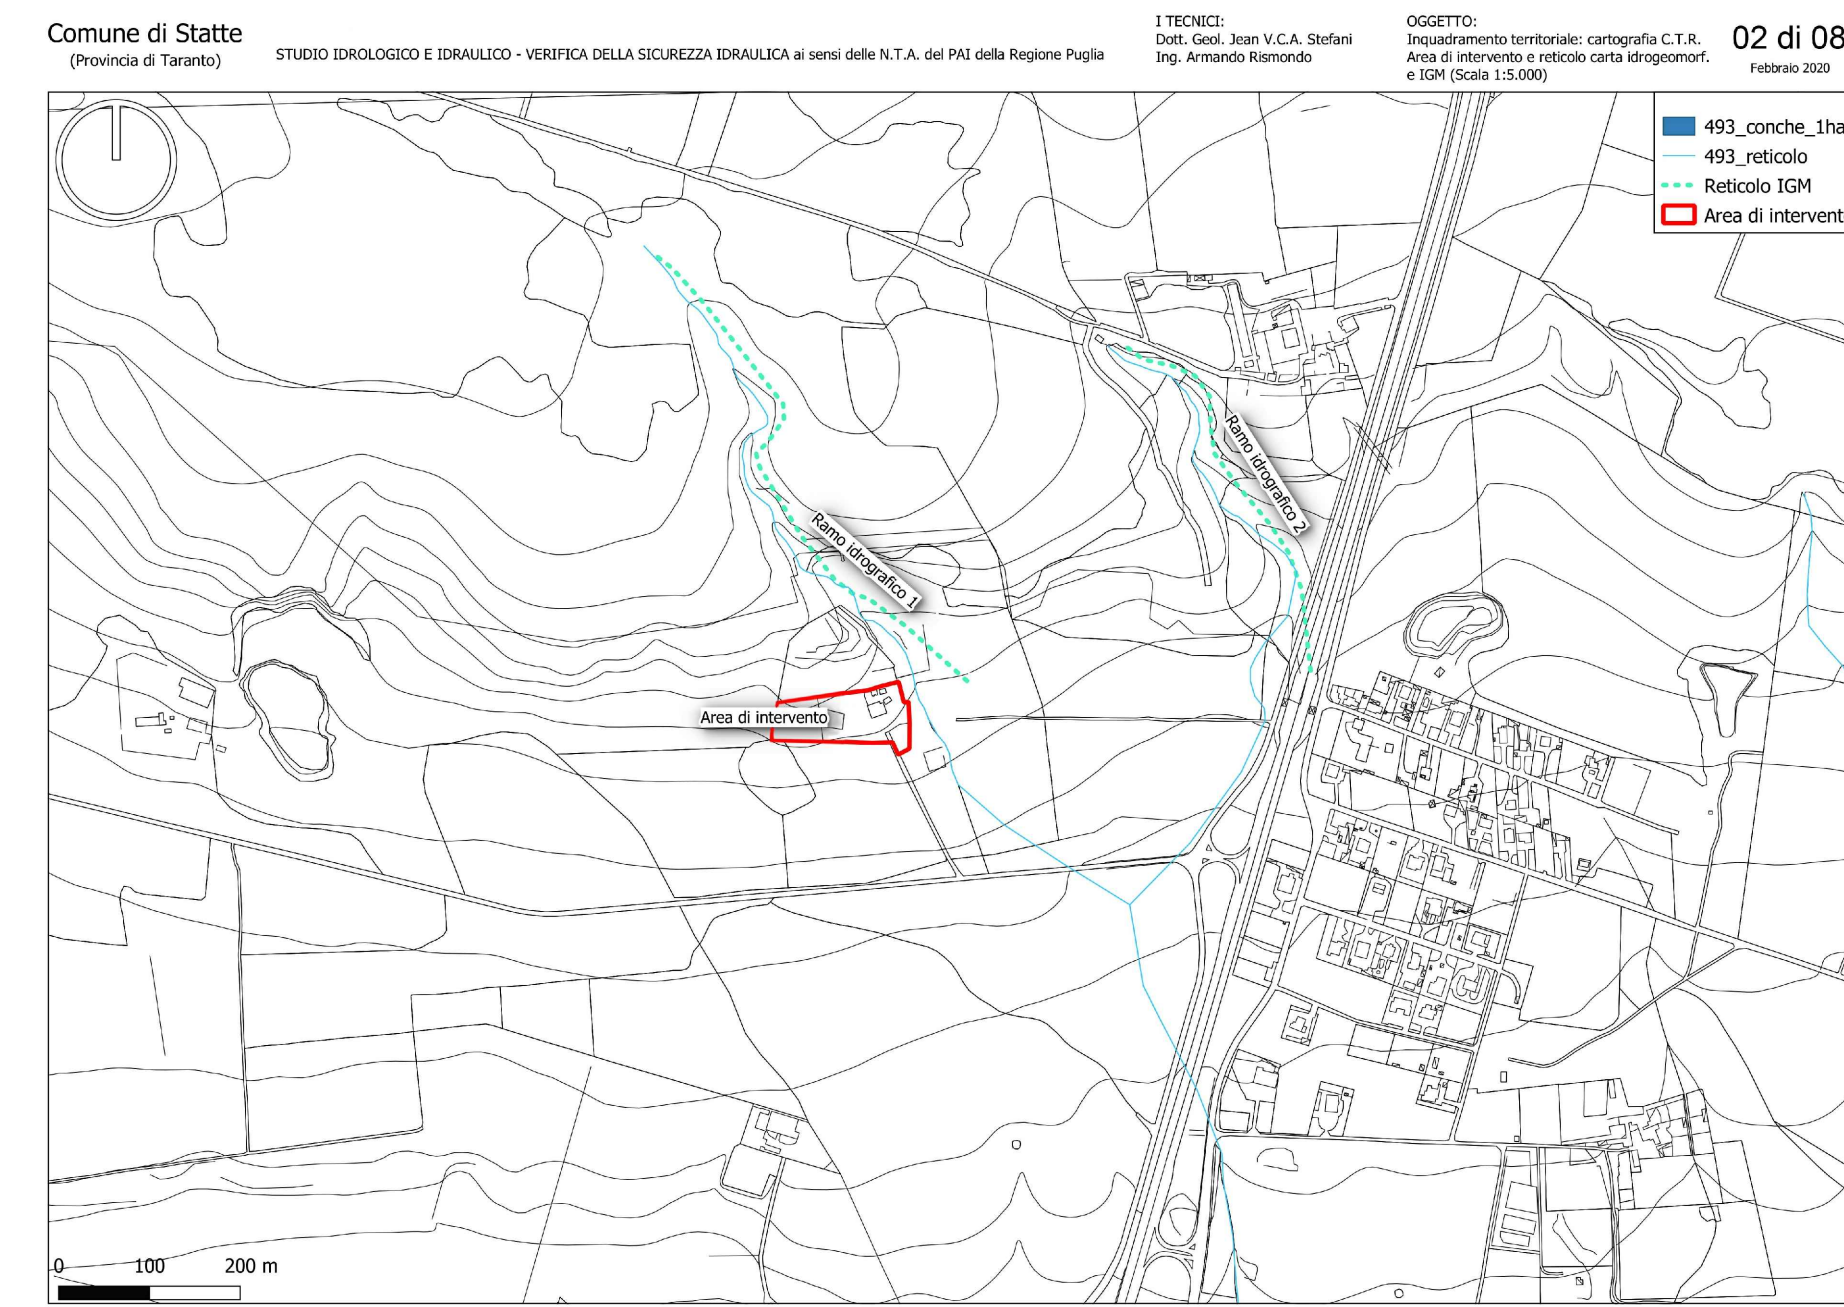 Comune di Statte
(Provincia di Taranto)
STUDIO IDROLOGICO E IDRAULICO - VERIFICA DELLA SICUREZZA IDRAULICA ai sensi delle N.T.A. del PAI della Regione Puglia
I TECNICI:
Dott. Geol. Jean V.C.A. Stefani
Ing. Armando Rismondo
OGGETTO:
Inquadramento territoriale: cartografia C.T.R.
Area di intervento e reticolo carta idrogeomorf.
e IGM (Scala 1:5.000)
02 di 08
Febbraio 2020
493_conche_1ha
493_reticolo
Reticolo IGM
Area di intervent
Ramo idrografico 2
Ramo idrografico 1
Area di intervento
0 100 200 m